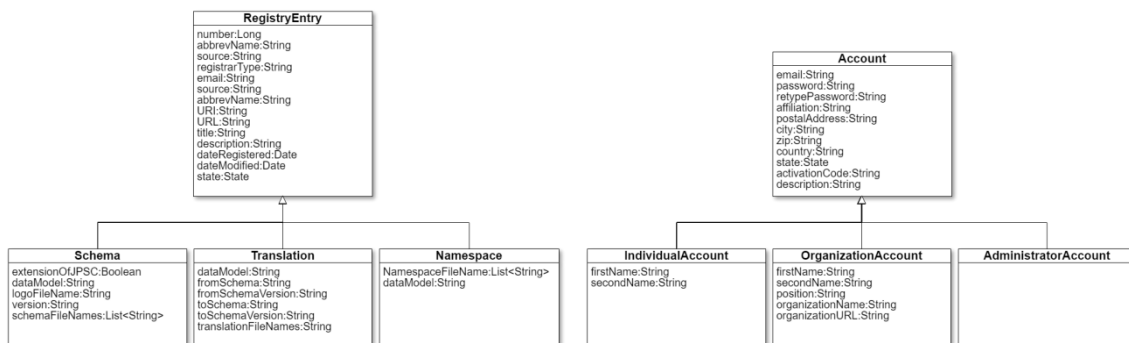 RegistryEntry
number:Long
abbrevName:String
source:String
registrarType:String
email:String
source:String
abbrevName:String
URI:String
URL:String
title:String
description:String
dateRegistered:Date
dateModified:Date
state:State
Account
email:String
password:String
retypePassword:String
affiliation:String
postalAddress:String
city:String
zip:String
country:String
state:State
activationCode:String
description:String
Schema
extensionOfJPSC:Boolean
dataModel:String
logoFileName:String
version:String
schemaFileNames:List<String>
Translation
dataModel:String
fromSchema:String
fromSchemaVersion:String
toSchema:String
toSchemaVersion:String
translationFileNames:String
Namespace
NamespaceFileName:List<String>
dataModel:String
IndividualAccount
firstName:String
secondName:String
OrganizationAccount
firstName:String
secondName:String
position:String
organizationName:String
organizationURL:String
AdministratorAccount